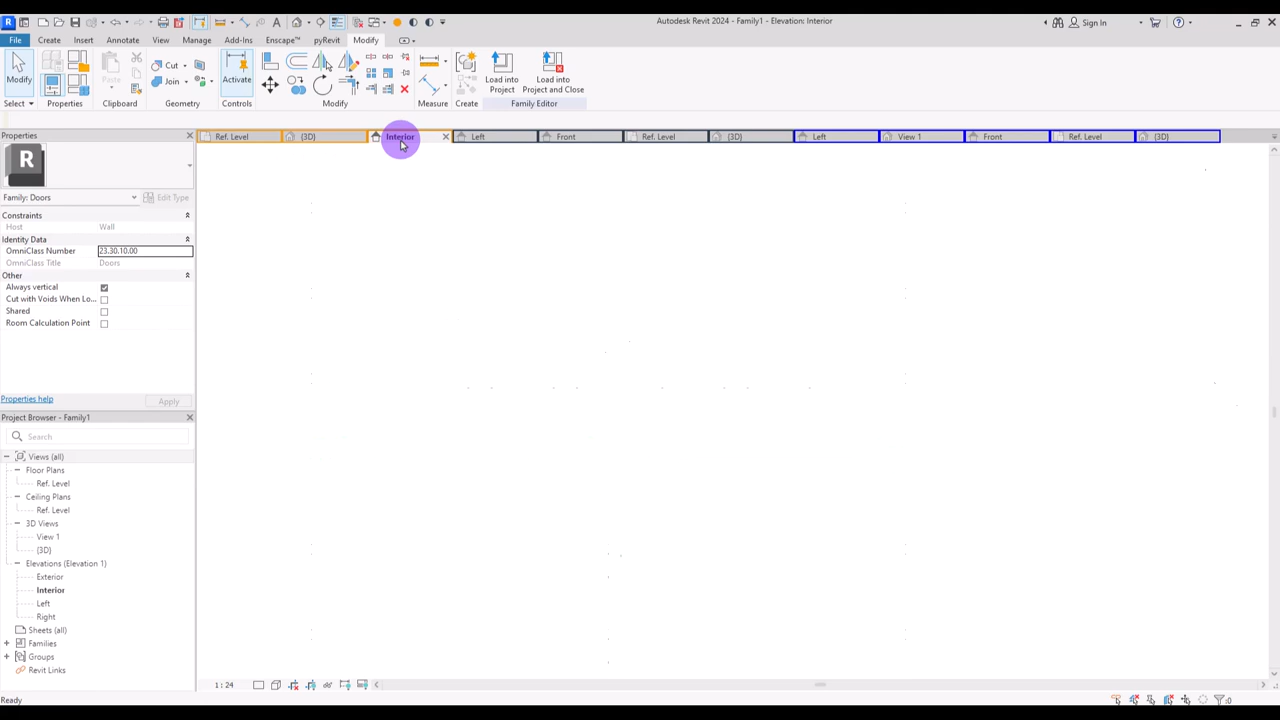 Autodesk Revit 2024 - Family1 - Elevation: Interior
Sign In
File Create Insert Annotate View Manage Add-Ins Enscape™ pyRevit Modify
Modify
Paste
Cut
Join
Activate
Load into Project
Load into Project and Close
Select Properties Clipboard Geometry Controls Modify Measure Create Family Editor
Properties
Ref. Level {3D} Interior Left Front Ref. Level {3D} Left View 1 Front Ref. Level {3D}
R
Family: Doors Edit Type
Constraints
Host Wall
Identity Data
OmniClass Number 23.30.10.00
OmniClass Title Doors
Other
Always vertical
Cut with Voids When Lo...
Shared
Room Calculation Point
Properties help Apply
Project Browser - Family1
Search
Views (all)
Floor Plans
Ref. Level
Ceiling Plans
Ref. Level
3D Views
View 1
{3D}
Elevations (Elevation 1)
Exterior
Interior
Left
Right
Sheets (all)
Families
Groups
Revit Links
1 : 24
Ready
:0